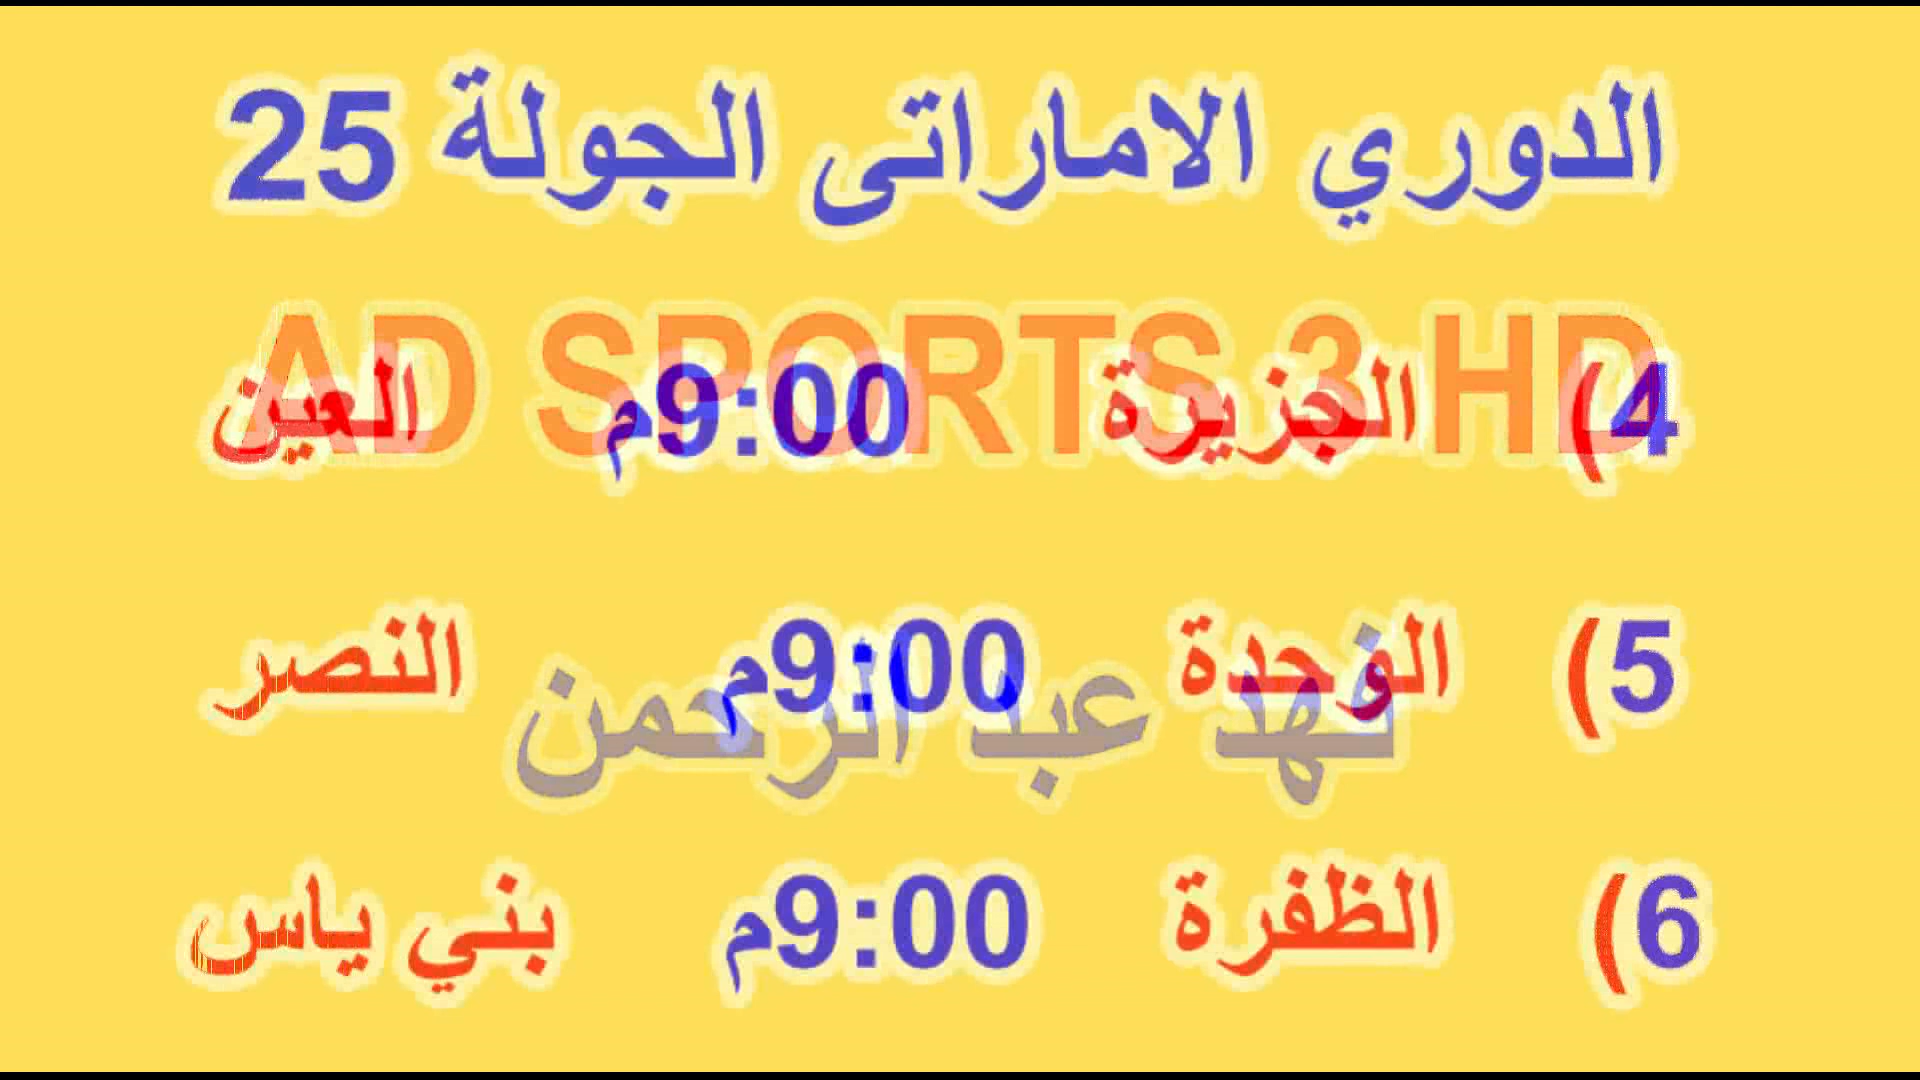 الدوري الاماراتى الجولة 25
AD SPORTS 3 HD
4) الجزيرة 9:00م العين
5) الوحدة 9:00م النصر
فهد عبد الرحمن
6) الظفرة 9:00م بني ياس